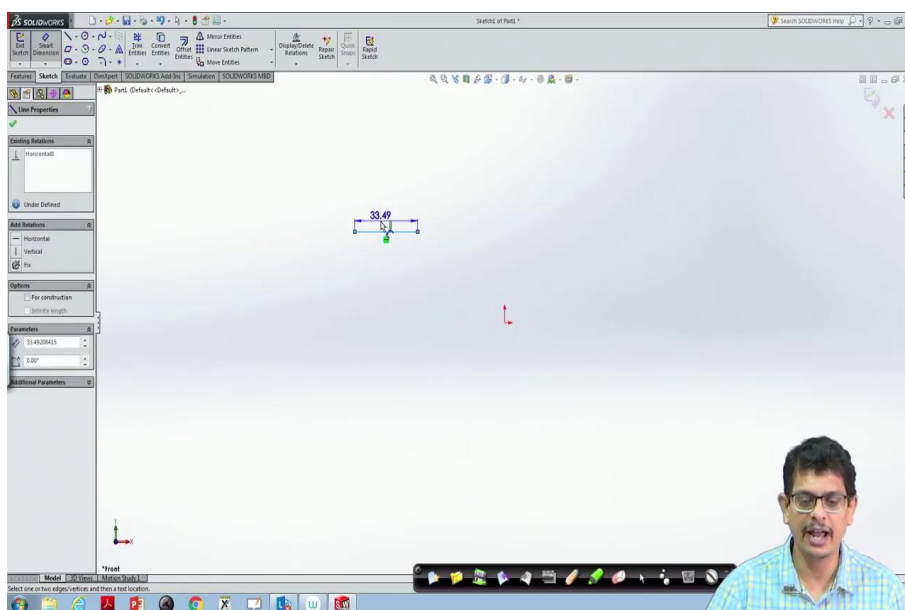 SOLIDWORKS
Sketch1 of Part1 *
Search SOLIDWORKS Help
Exit Sketch
Smart Dimension
Trim Entities
Convert Entities
Offset Entities
Mirror Entities
Linear Sketch Pattern
Move Entities
Display/Delete Relations
Repair Sketch
Quick Snaps
Rapid Sketch
Features Sketch Evaluate DimXpert SOLIDWORKS Add-Ins Simulation SOLIDWORKS MBD
Part1 (Default<<Default>_...
Line Properties
?
Existing Relations
Horizontal0
Under Defined
Add Relations
Horizontal
Vertical
Fix
Options
For construction
Infinite length
Parameters
33.49200415
0.00°
Additional Parameters
33.49
Y
X
*Front
Model 3D Views Motion Study 1
Select one or two edges/vertices and then a text location.